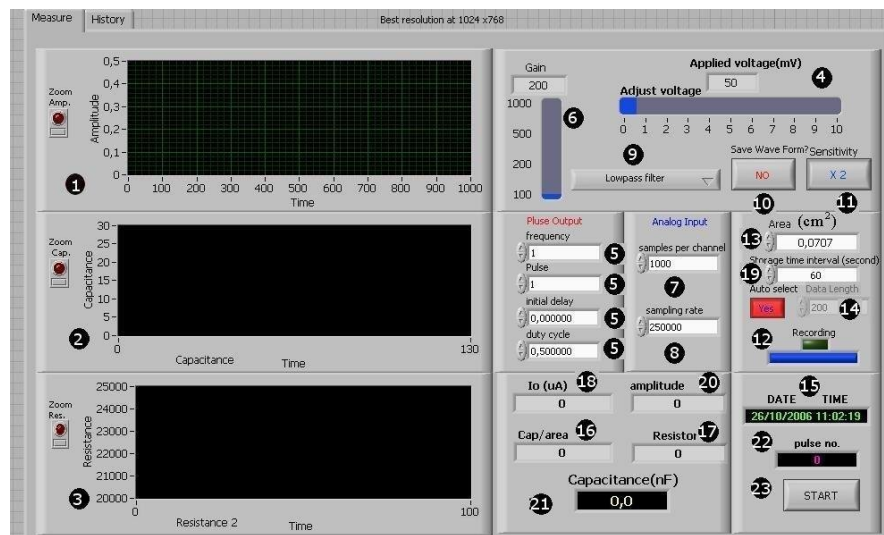 Measure History
Best resolution at 1024 x768
Zoom
Amp.
Amplitude
0,5
0,4
0,3
0,2
0,1
0
0 100 200 300 400 500 600 700 800 900 1000
Time
1
Gain
200
1000
500
200
100
6
Applied voltage(mV)
50
4
Adjust voltage
0 1 2 3 4 5 6 7 8 9 10
9
Lowpass filter
Save Wave Form?
NO
10
Sensitivity
X 2
11
Zoom
Cap.
Capacitance
30
25
20
15
10
5
0
0 130
Capacitance Time
2
Pluse Output
frequency
1
5
Pulse
1
5
initial delay
0,000000
5
duty cycle
0,500000
5
Analog Input
samples per channel
1000
7
sampling rate
250000
8
Area (cm²)
13
0,0707
Storage time interval (second)
19
60
Auto select Data Length
Yes
200
14
12
Recording
Zoom
Res.
Resistance
25000
24000
23000
22000
21000
20000
0 100
Resistance 2 Time
3
Io (uA) 18
0
amplitude 20
0
Cap/area 16
0
Resistor 17
0
Capacitance(nF)
21
0,0
15
DATE TIME
26/10/2006 11:02:19
22
pulse no.
0
23
START